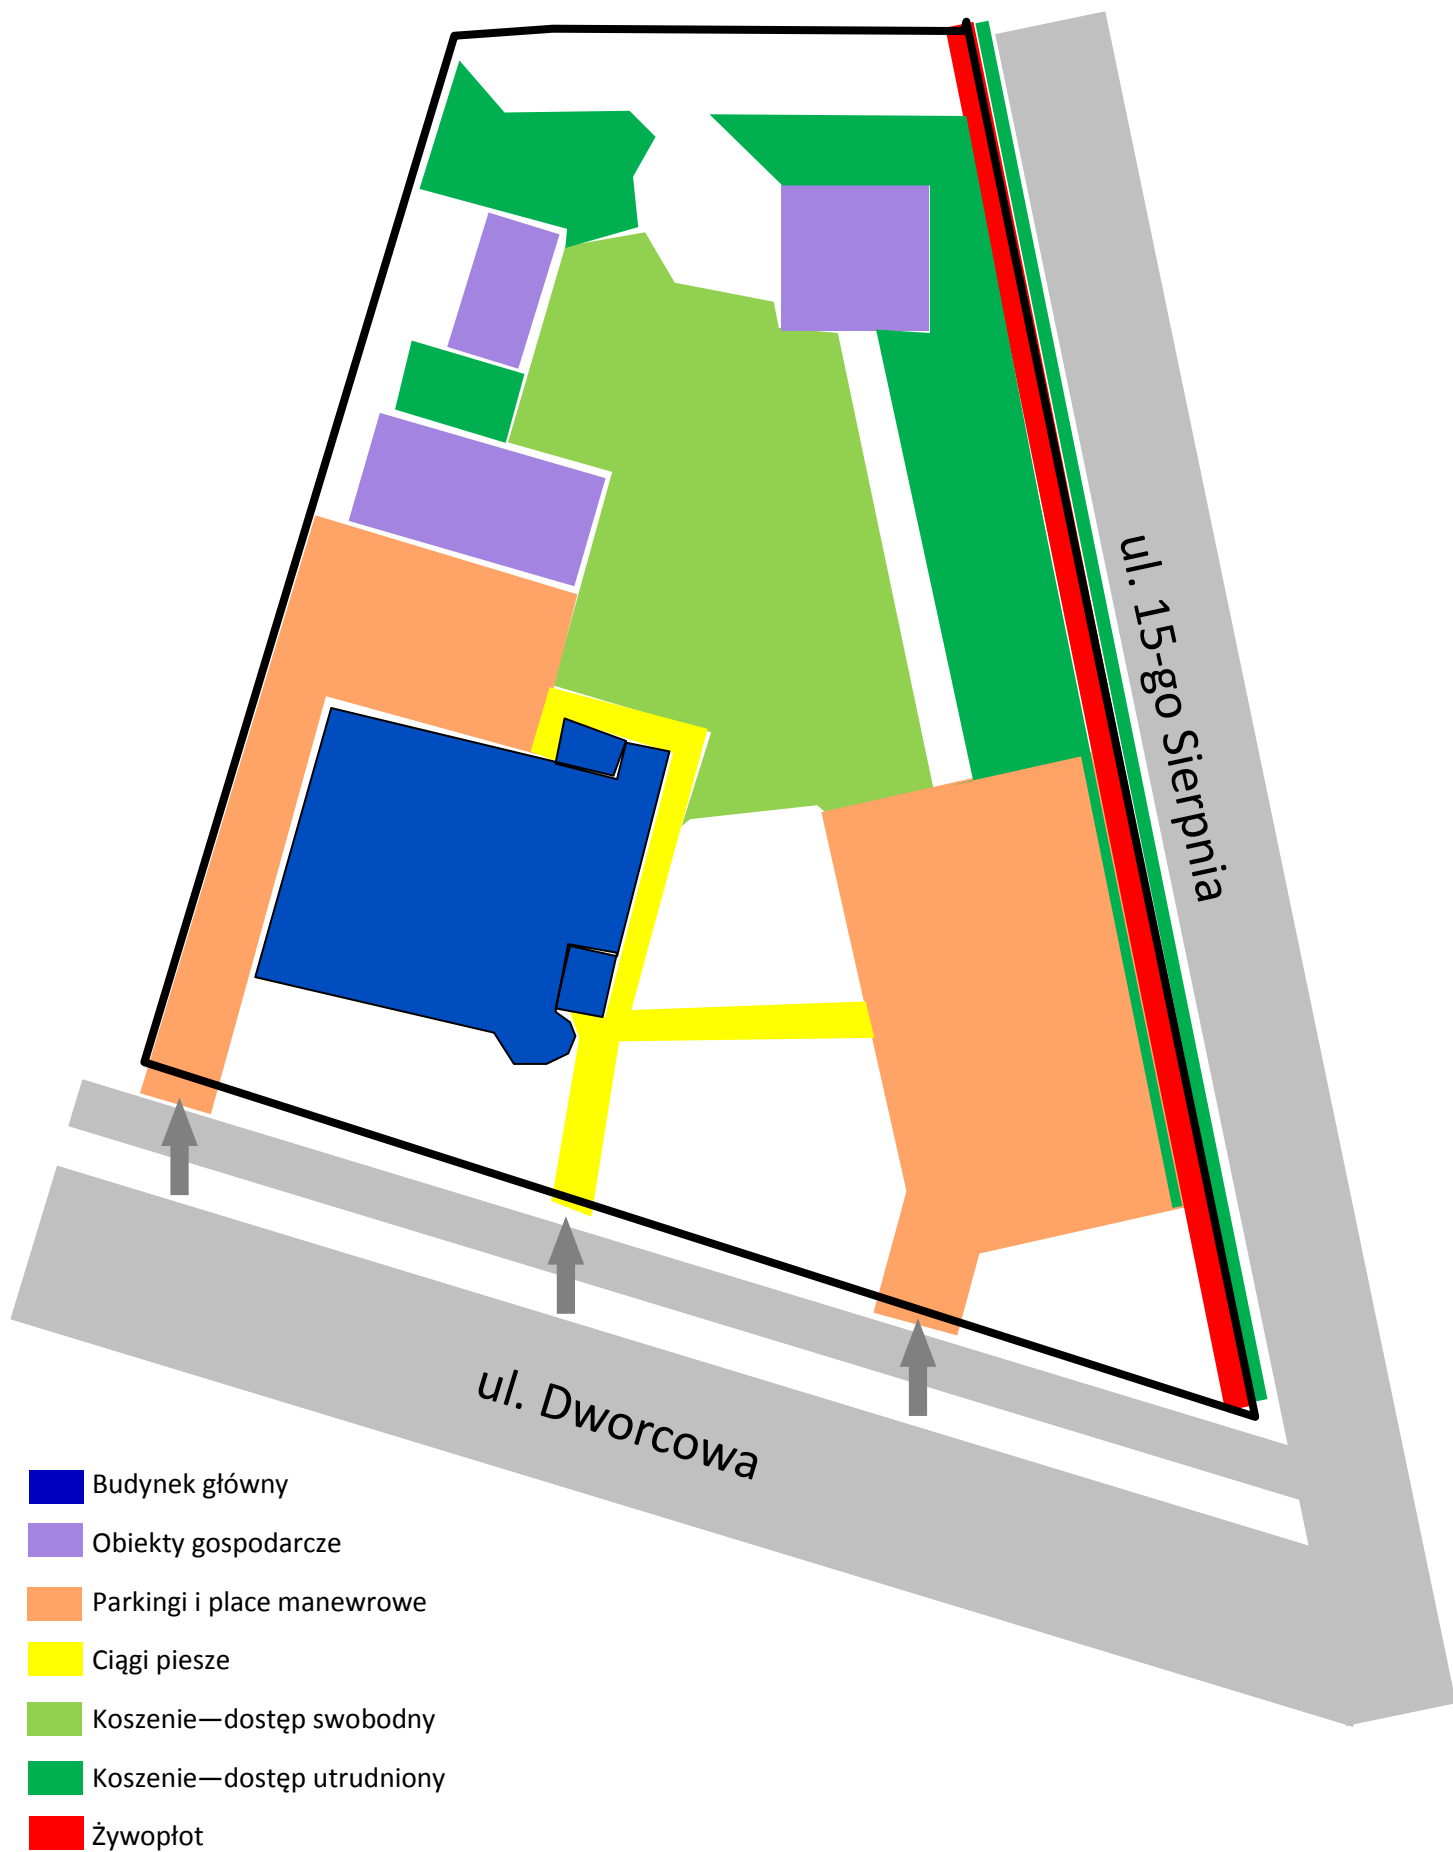 ul. 15-go Sierpnia
ul. Dworcowa
Budynek główny
Obiekty gospodarcze
Parkingi i place manewrowe
Ciągi piesze
Koszenie—dostęp swobodny
Koszenie—dostęp utrudniony
Żywopłot